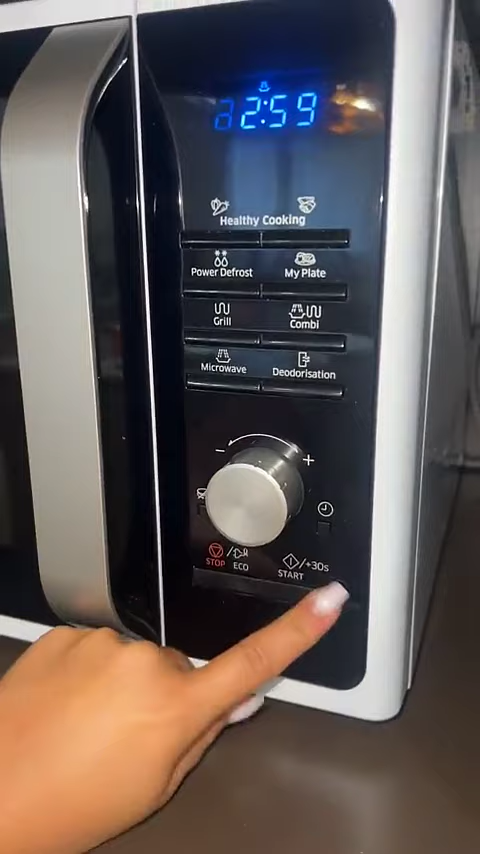 2:59
Healthy Cooking
Power Defrost
My Plate
Grill
Combi
Microwave
Deodorisation
− +
STOP / ECO
START /+30s